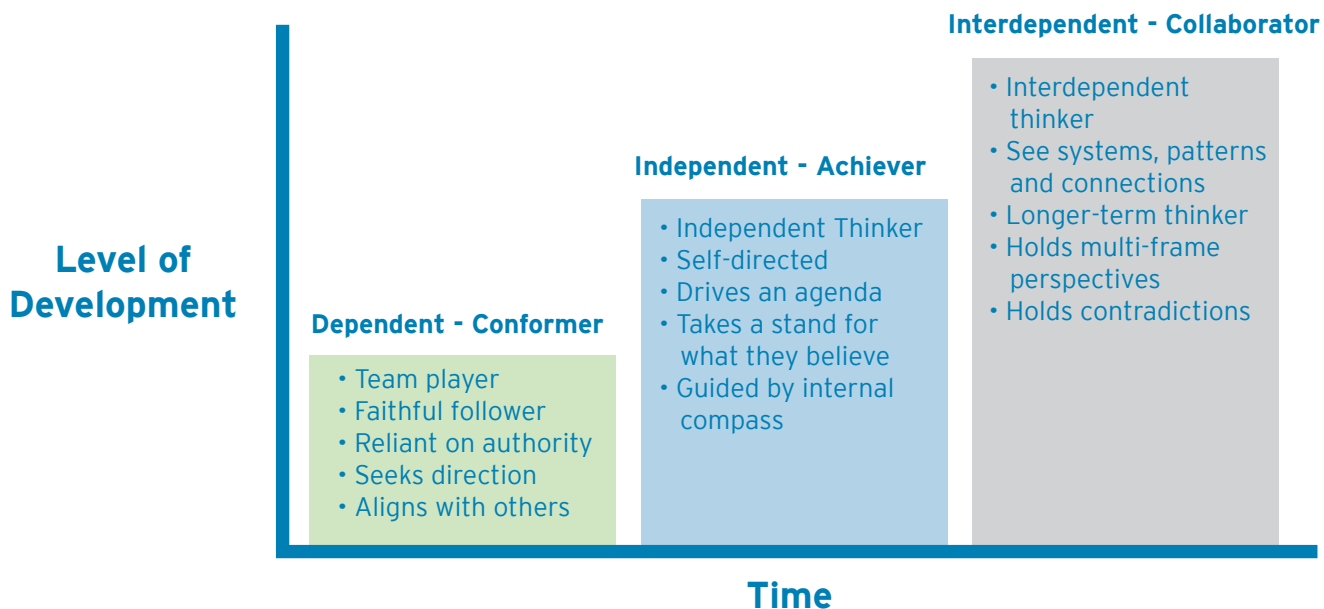 Interdependent - Collaborator
• Interdependent
thinker
• See systems, patterns
and connections
• Longer-term thinker
• Holds multi-frame
perspectives
• Holds contradictions
Independent - Achiever
• Independent Thinker
• Self-directed
• Drives an agenda
• Takes a stand for
what they believe
• Guided by internal
compass
Level of
Development
Dependent - Conformer
• Team player
• Faithful follower
• Reliant on authority
• Seeks direction
• Aligns with others
Time